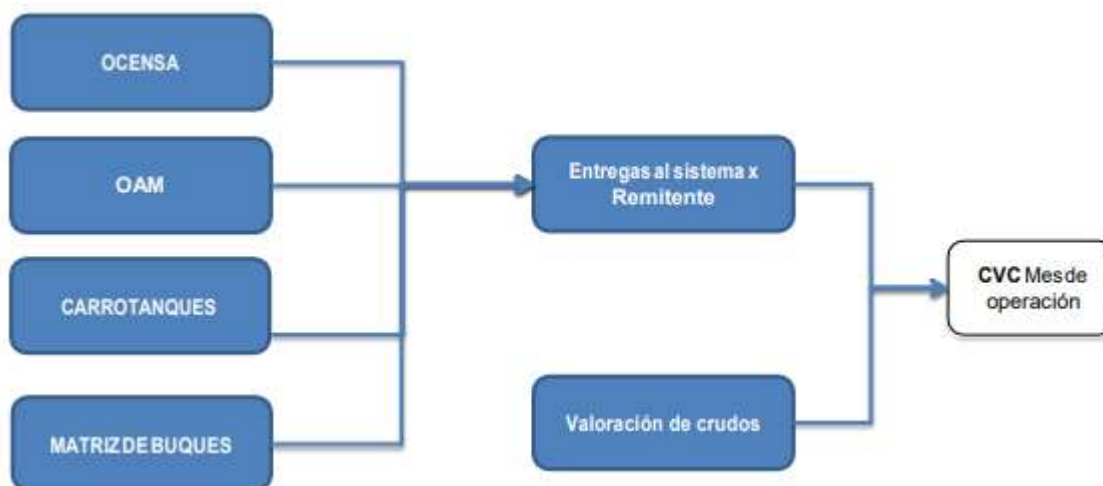 OCENSA
OAM
CARROTANQUES
MATRIZ DE BUQUES
Entregas al sistema x
Remitente
Valoración de crudos
CVC Mes de
operación